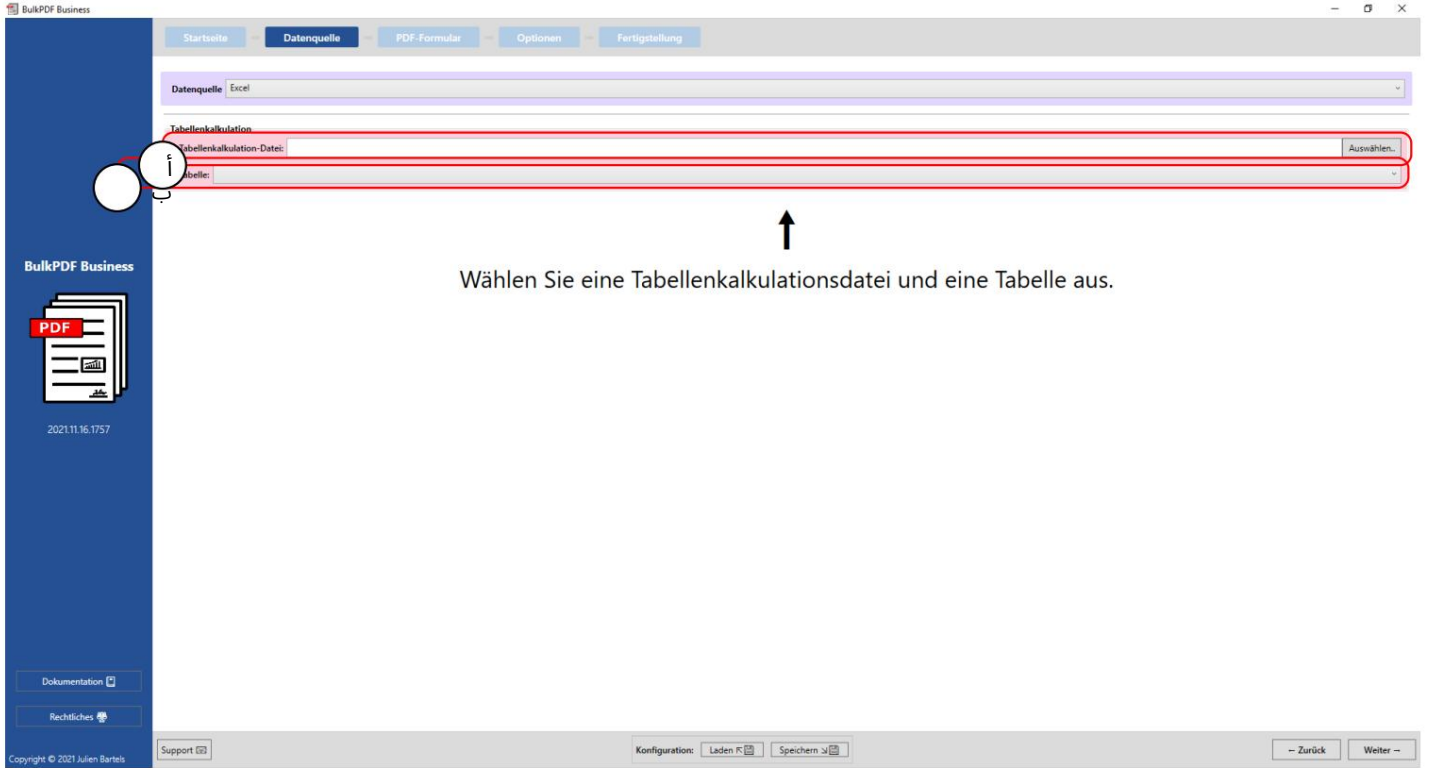 BulkPDF Business
Startseite Datenquelle PDF-Formular Optionen Fertigstellung
Datenquelle Excel
Tabellenkalkulation
Tabellenkalkulation-Datei: Auswählen..
أ
Tabelle:
ب
Wählen Sie eine Tabellenkalkulationsdatei und eine Tabelle aus.
BulkPDF Business
PDF
2021.11.16.1757
Dokumentation
Rechtliches
Copyright © 2021 Julien Bartels
Support
Konfiguration: Laden Speichern
← Zurück Weiter →